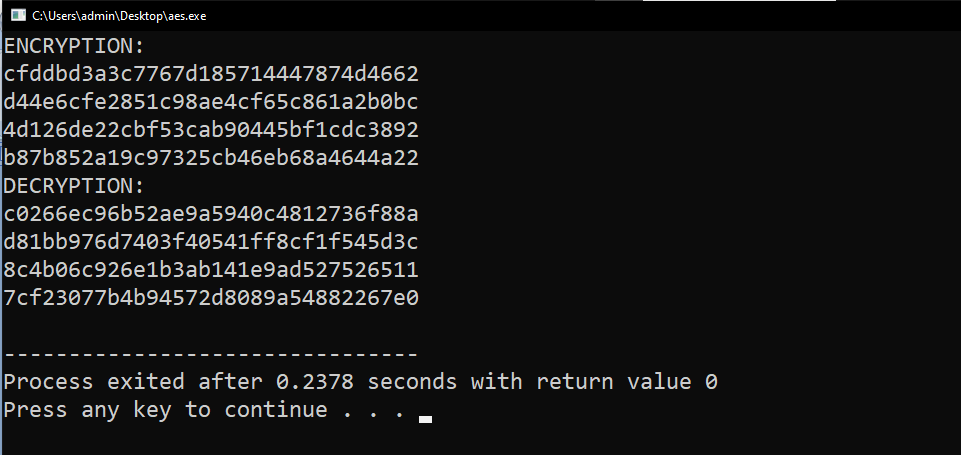 C:\Users\admin\Desktop\aes.exe
ENCRYPTION:
cfddbd3a3c7767d185714447874d4662
d44e6cfe2851c98ae4cf65c861a2b0bc
4d126de22cbf53cab90445bf1cdc3892
b87b852a19c97325cb46eb68a4644a22
DECRYPTION:
c0266ec96b52ae9a5940c4812736f88a
d81bb976d7403f40541ff8cf1f545d3c
8c4b06c926e1b3ab141e9ad527526511
7cf23077b4b94572d8089a54882267e0
--------------------------------
Process exited after 0.2378 seconds with return value 0
Press any key to continue . . .